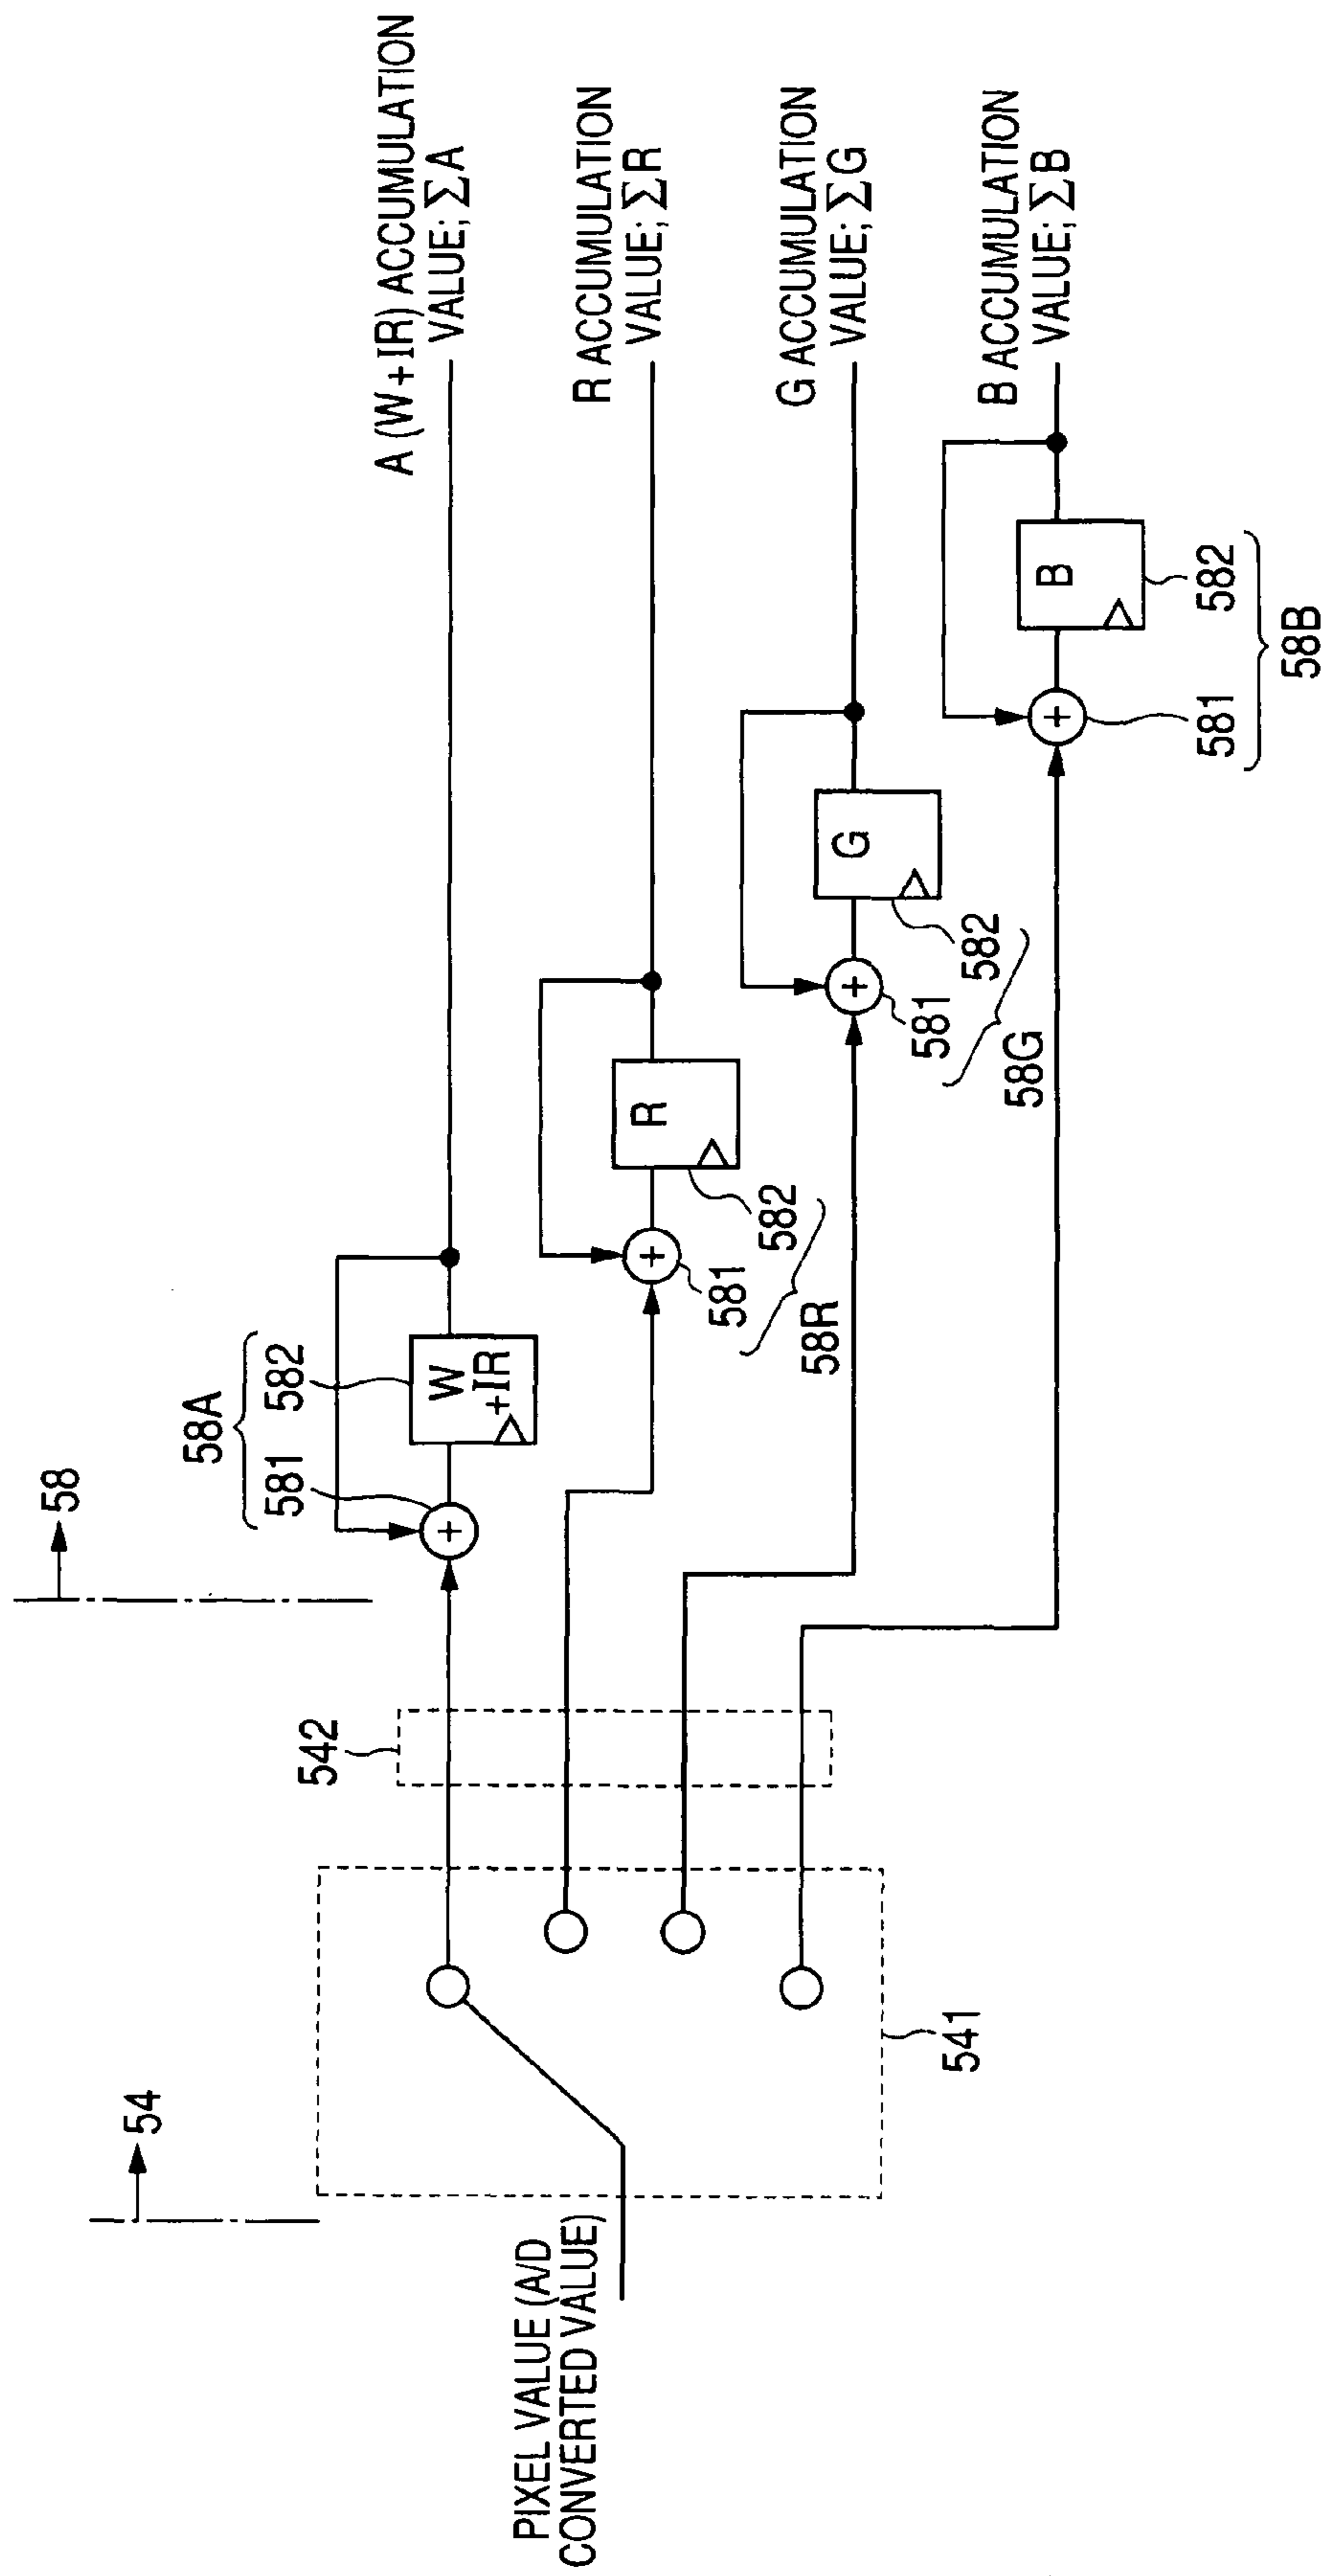 54
58
PIXEL VALUE (A/D
CONVERTED VALUE)
541
542
58A
581
582
+
W
+IR
A (W+IR) ACCUMULATION
VALUE; ΣA
+
R
581
582
58R
R ACCUMULATION
VALUE; ΣR
+
G
581
582
58G
G ACCUMULATION
VALUE; ΣG
+
B
581
582
58B
B ACCUMULATION
VALUE; ΣB